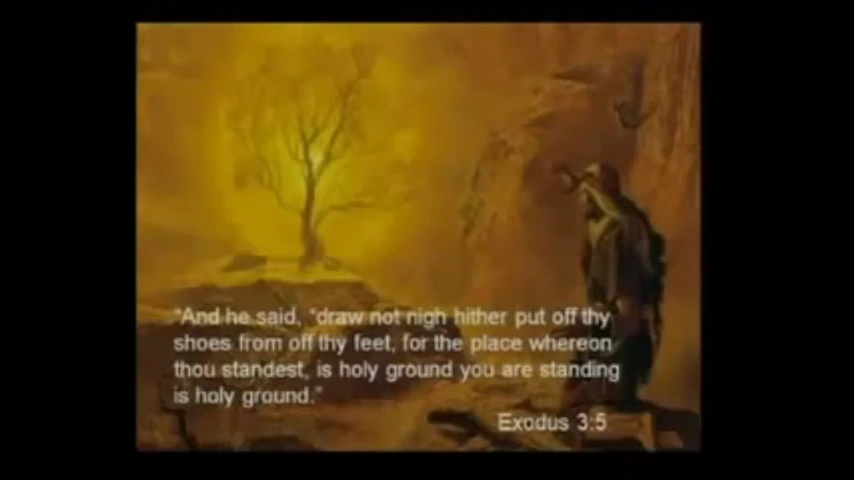 “And he said, “draw not nigh hither put off thy
shoes from off thy feet, for the place whereon
thou standest, is holy ground you are standing
is holy ground.”
Exodus 3:5